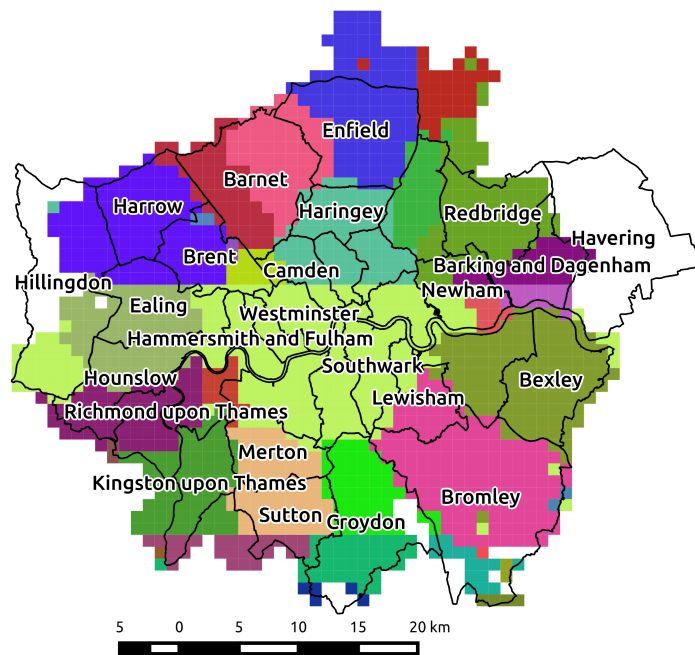 Enfield
Barnet
Harrow
Haringey
Redbridge
Havering
Brent
Camden
Barking and Dagenham
Hillingdon
Newham
Ealing
Westminster
Hammersmith and Fulham
Southwark
Hounslow
Bexley
Lewisham
Richmond upon Thames
Merton
Kingston upon Thames
Bromley
Sutton
Croydon
5 0 5 10 15 20 km